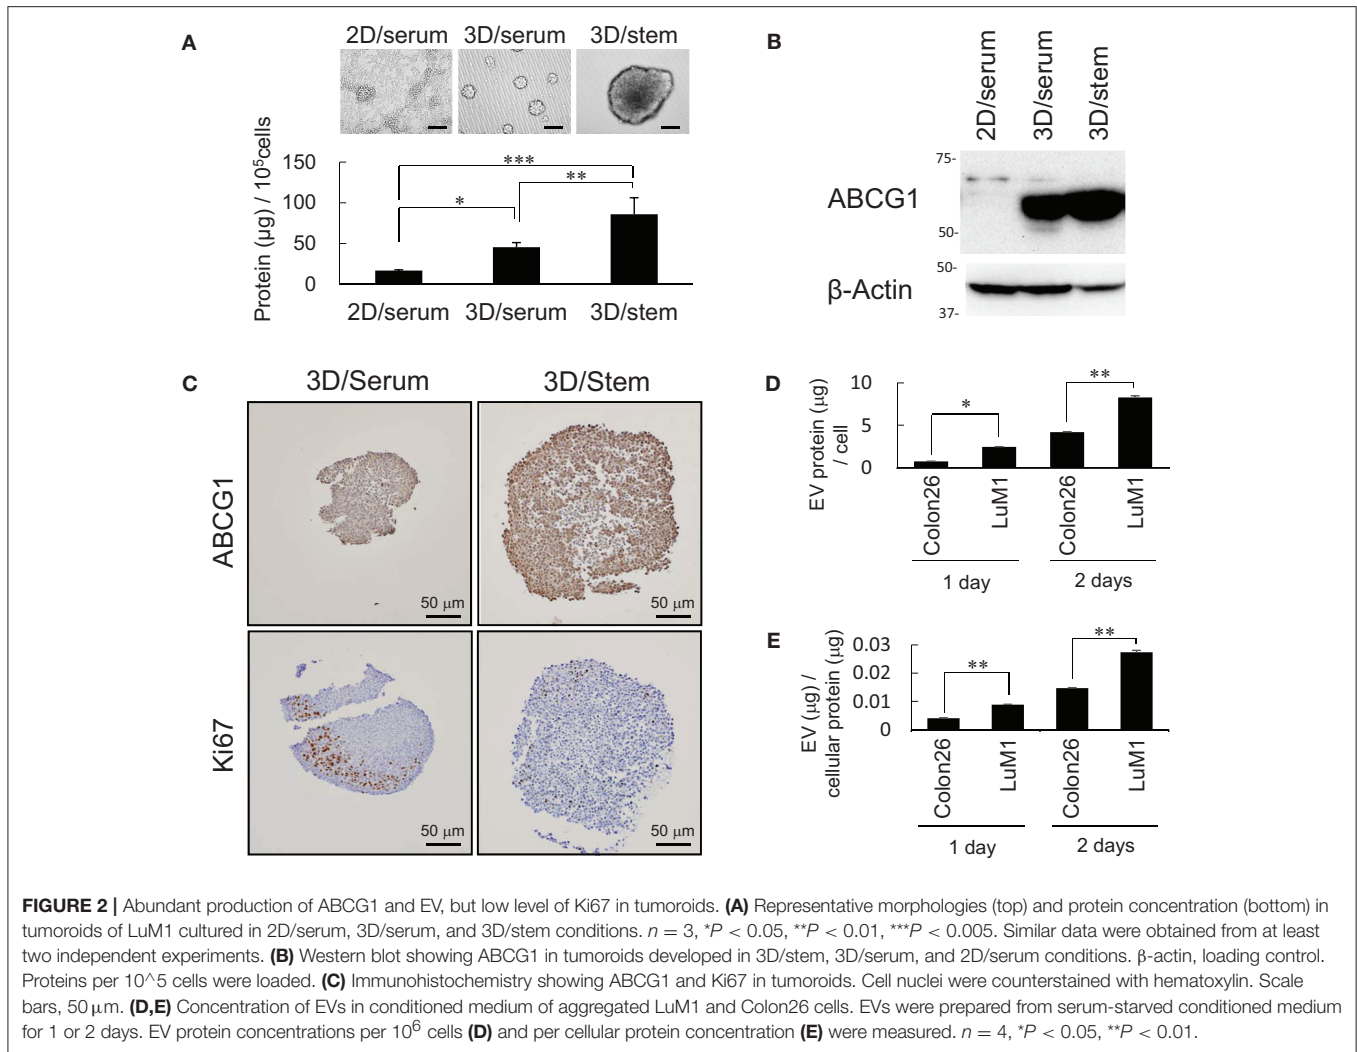 A
2D/serum 3D/serum 3D/stem
Protein (μg) / 10⁵cells
150
100
50
0
***
**
*
2D/serum 3D/serum 3D/stem
B
2D/serum
3D/serum
3D/stem
75-
ABCG1
50-
50-
β-Actin
37-
C
3D/Serum 3D/Stem
ABCG1
50 μm 50 μm
Ki67
50 μm 50 μm
D
EV protein (μg)
/ cell
10
5
0
*
**
Colon26
LuM1
Colon26
LuM1
1 day 2 days
E
EV (μg) /
cellular protein (μg)
0.03
0.02
0.01
0
**
**
Colon26
LuM1
Colon26
LuM1
1 day 2 days
FIGURE 2 | Abundant production of ABCG1 and EV, but low level of Ki67 in tumoroids. (A) Representative morphologies (top) and protein concentration (bottom) in
tumoroids of LuM1 cultured in 2D/serum, 3D/serum, and 3D/stem conditions. n = 3, *P < 0.05, **P < 0.01, ***P < 0.005. Similar data were obtained from at least
two independent experiments. (B) Western blot showing ABCG1 in tumoroids developed in 3D/stem, 3D/serum, and 2D/serum conditions. β-actin, loading control.
Proteins per 10^5 cells were loaded. (C) Immunohistochemistry showing ABCG1 and Ki67 in tumoroids. Cell nuclei were counterstained with hematoxylin. Scale
bars, 50 μm. (D,E) Concentration of EVs in conditioned medium of aggregated LuM1 and Colon26 cells. EVs were prepared from serum-starved conditioned medium
for 1 or 2 days. EV protein concentrations per 10⁶ cells (D) and per cellular protein concentration (E) were measured. n = 4, *P < 0.05, **P < 0.01.